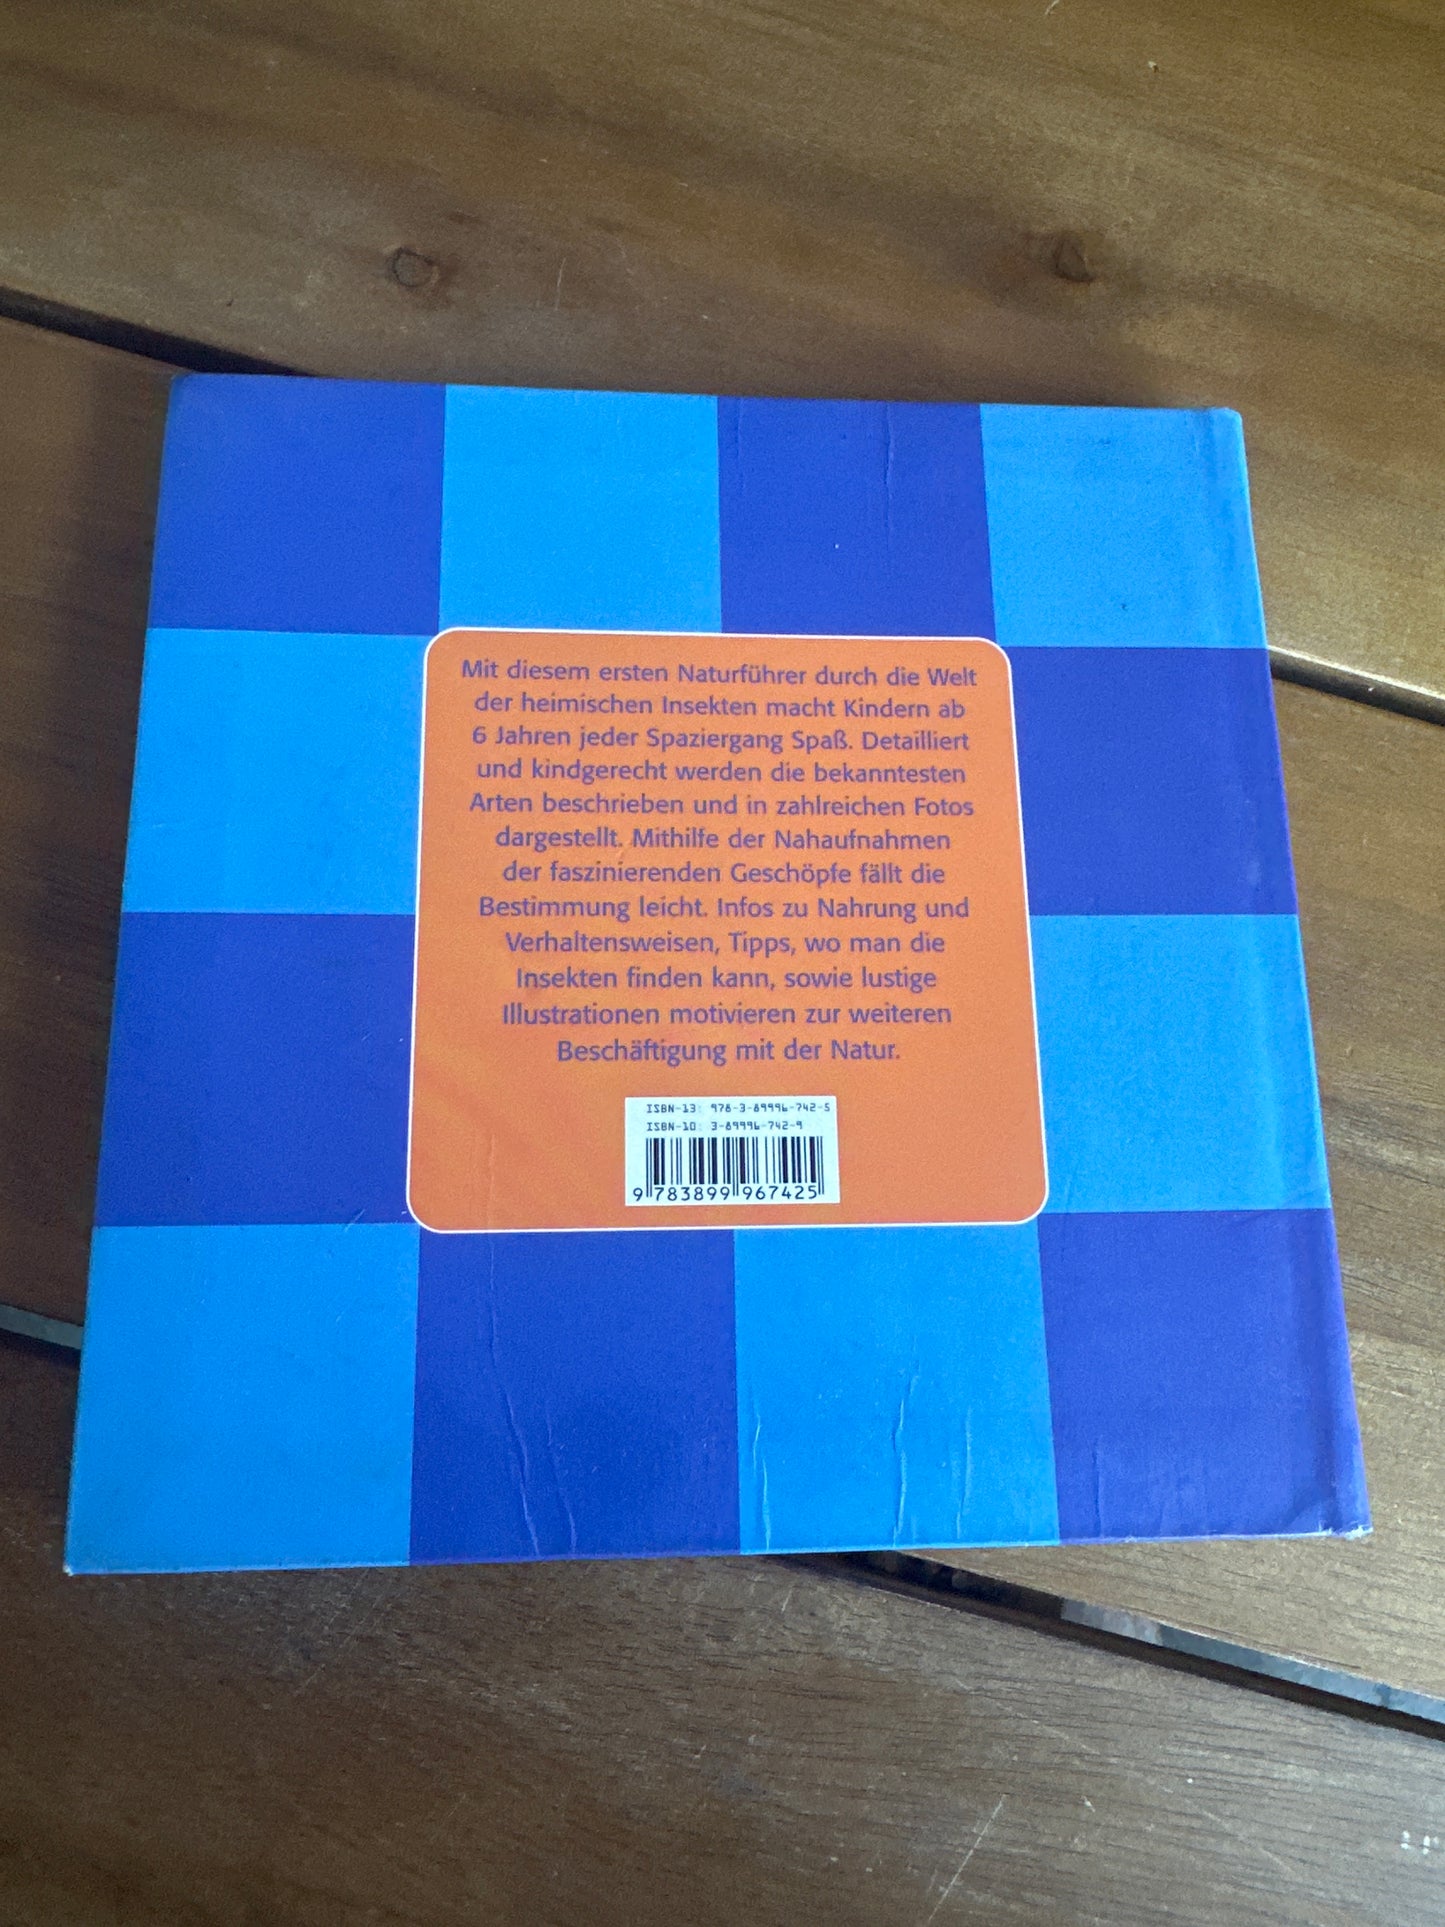 Mit diesem ersten Naturführer durch die Welt
der heimischen Insekten macht Kindern ab
6 Jahren jeder Spaziergang Spaß. Detailliert
und kindgerecht werden die bekanntesten
Arten beschrieben und in zahlreichen Fotos
dargestellt. Mithilfe der Nahaufnahmen
der faszinierenden Geschöpfe fällt die
Bestimmung leicht. Infos zu Nahrung und
Verhaltensweisen, Tipps, wo man die
Insekten finden kann, sowie lustige
Illustrationen motivieren zur weiteren
Beschäftigung mit der Natur.
ISBN-13: 978-3-89996-742-5
ISBN-10: 3-89996-742-9
9 783899 967425